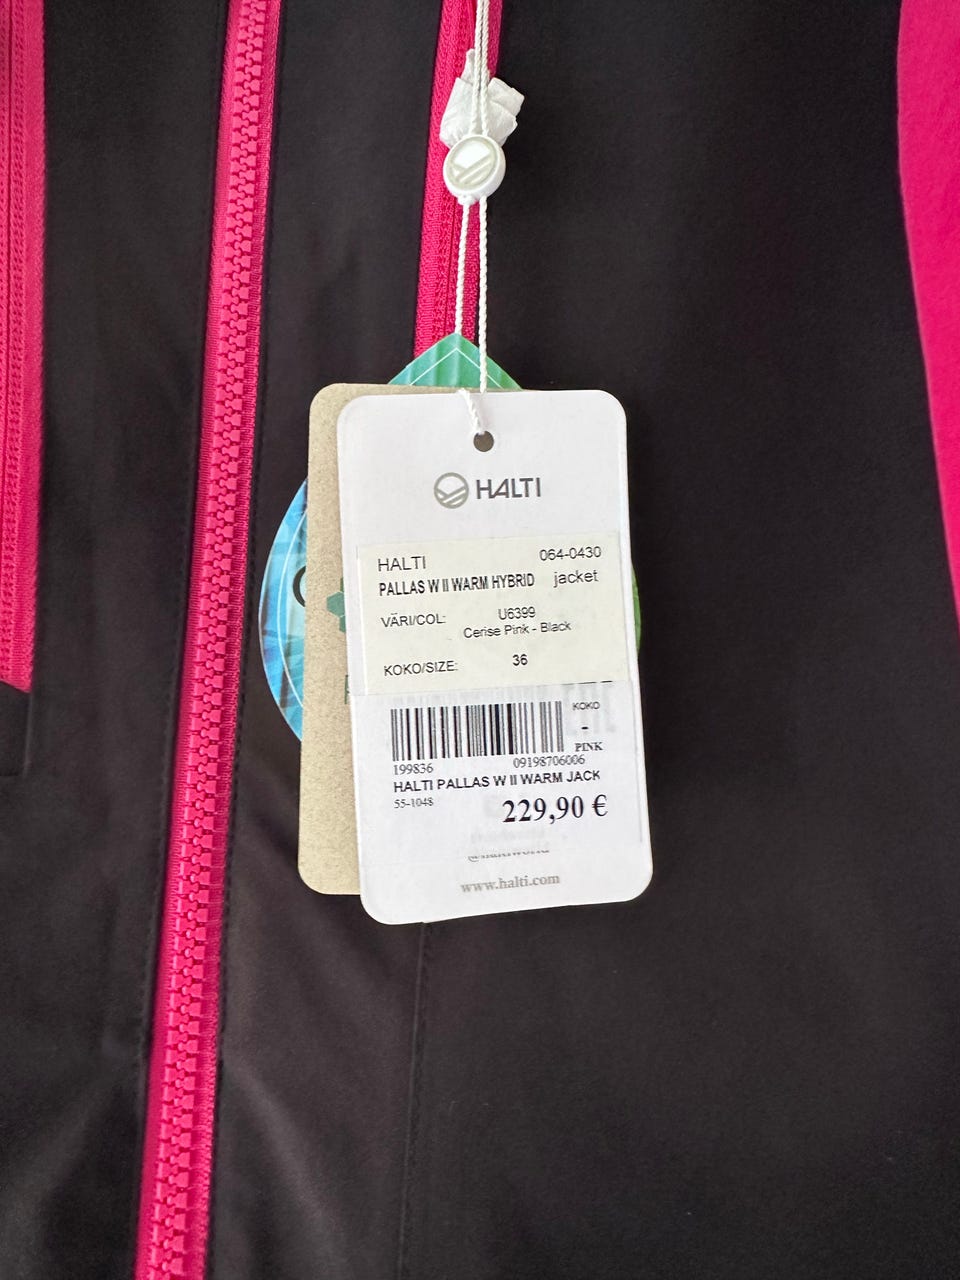 HALTI
HALTI 064-0430
PALLAS W II WARM HYBRID jacket
VÄRI/COL: U6399
Cerise Pink - Black
KOKO/SIZE: 36
KOKO
-
PINK
199836 09198706006
HALTI PALLAS W II WARM JACK
55-1048
229,90 €
www.halti.com